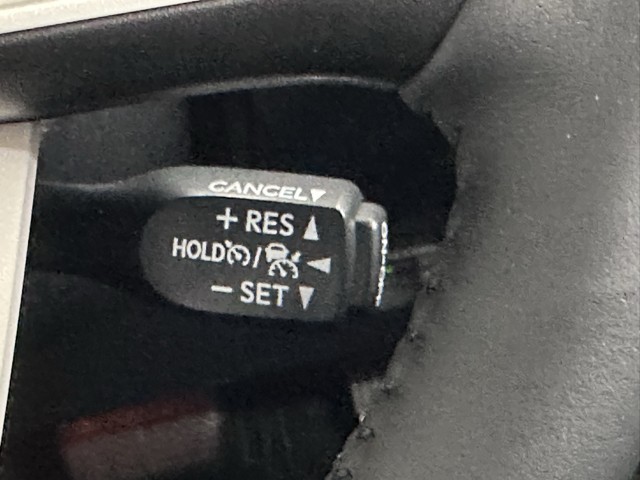 CANCEL▼
+ RES ▲
HOLD / ◄
- SET ▼